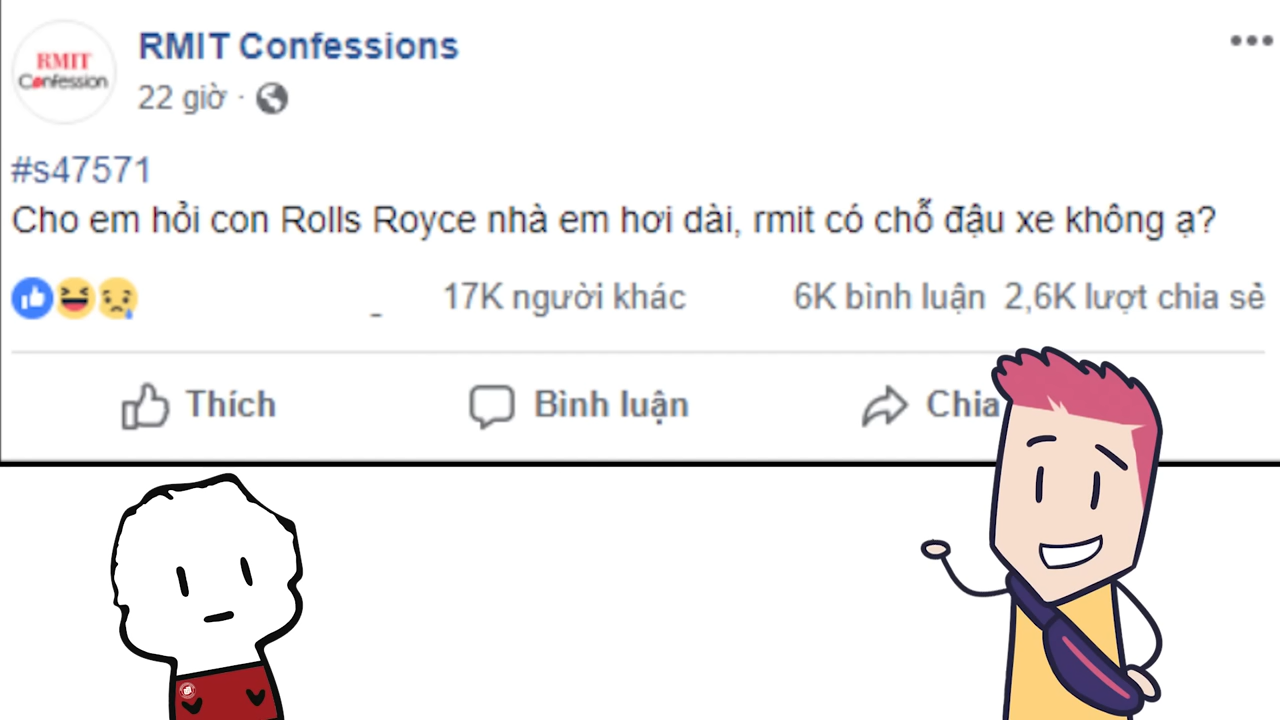 RMIT Confessions
RMIT
Confession
22 giờ ·
#s47571
Cho em hỏi con Rolls Royce nhà em hơi dài, rmit có chỗ đậu xe không ạ?
17K người khác 6K bình luận 2,6K lượt chia sẻ
Thích Bình luận Chia